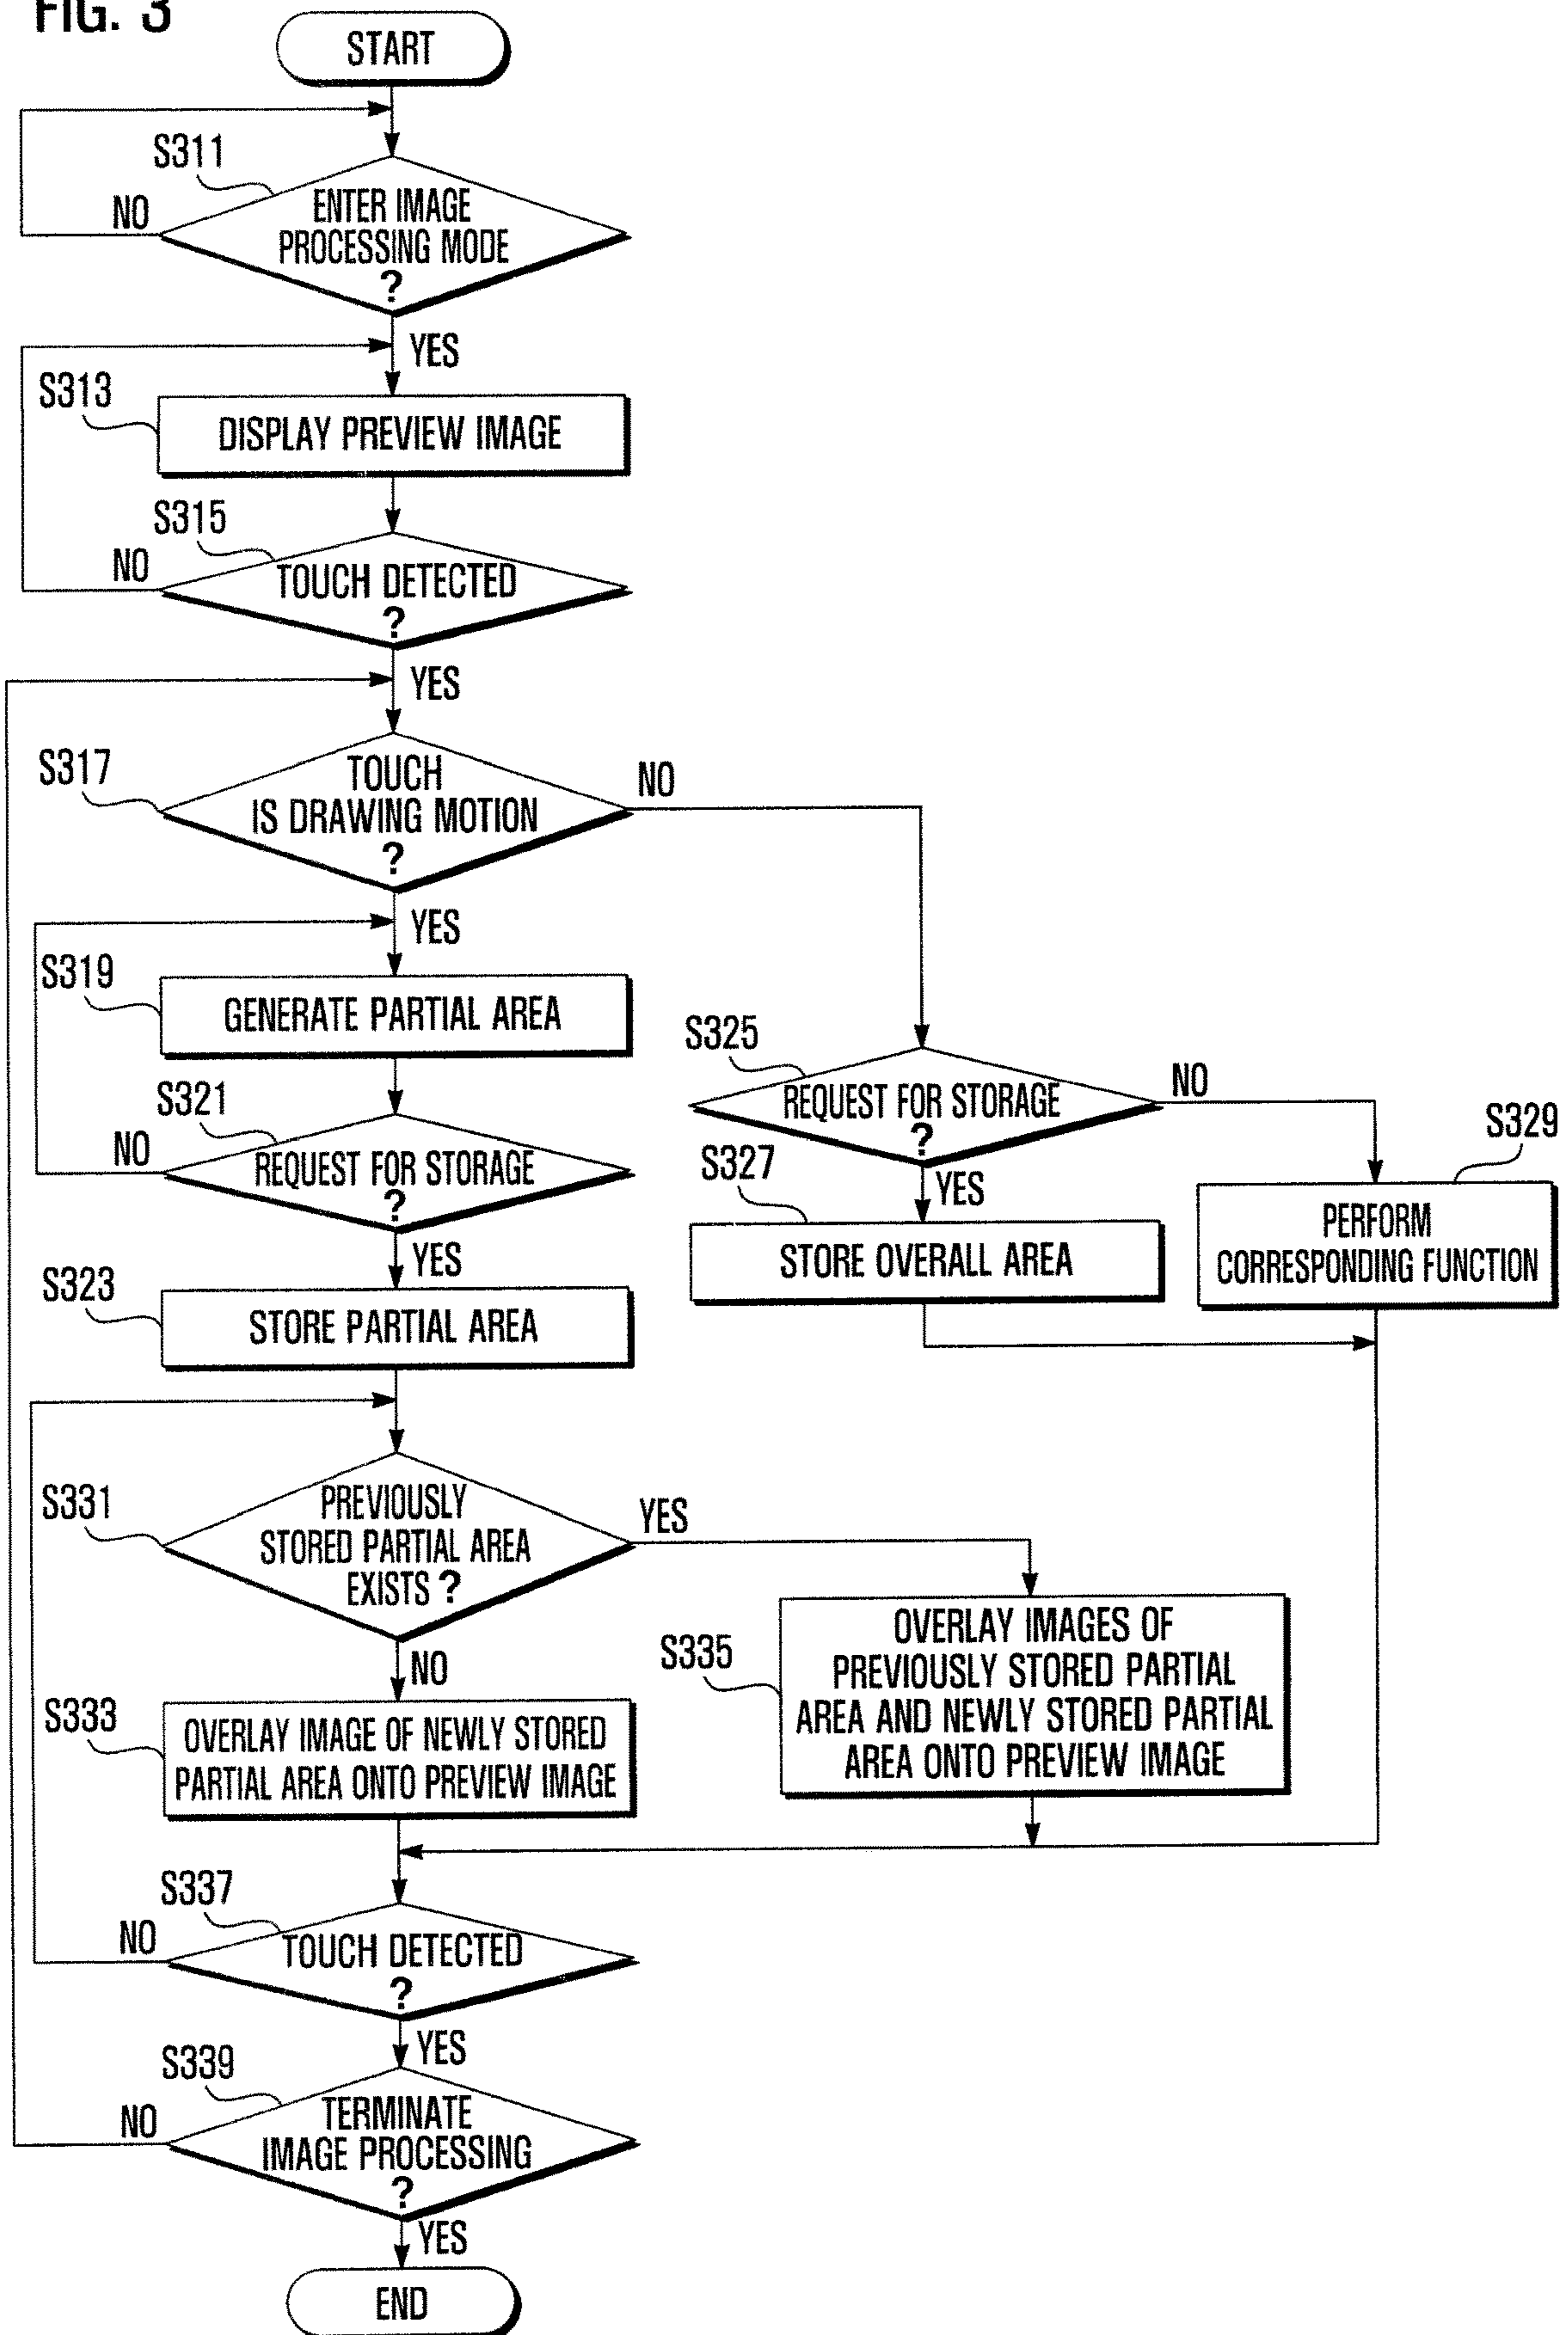 FIG. 3
START
S311
NO
ENTER IMAGE
PROCESSING MODE
?
YES
S313
DISPLAY PREVIEW IMAGE
S315
NO
TOUCH DETECTED
?
YES
S317
TOUCH
IS DRAWING MOTION
?
NO
YES
S319
GENERATE PARTIAL AREA
S321
NO
REQUEST FOR STORAGE
?
YES
S323
STORE PARTIAL AREA
S325
REQUEST FOR STORAGE
?
NO
YES
S327
STORE OVERALL AREA
S329
PERFORM
CORRESPONDING FUNCTION
S331
PREVIOUSLY
STORED PARTIAL AREA
EXISTS ?
YES
NO
S333
OVERLAY IMAGE OF NEWLY STORED
PARTIAL AREA ONTO PREVIEW IMAGE
S335
OVERLAY IMAGES OF
PREVIOUSLY STORED PARTIAL
AREA AND NEWLY STORED PARTIAL
AREA ONTO PREVIEW IMAGE
S337
NO
TOUCH DETECTED
?
YES
S339
NO
TERMINATE
IMAGE PROCESSING
?
YES
END